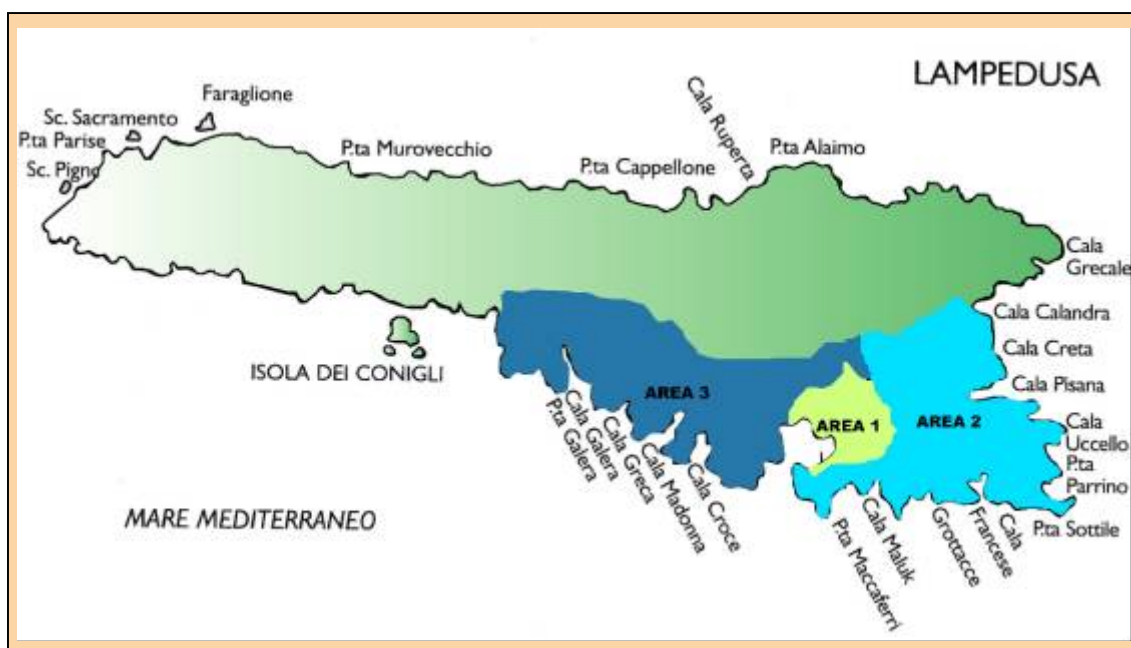 LAMPEDUSA
Faraglione
Sc. Sacramento
P.ta Parise
Sc. Pigno
P.ta Murovecchio
P.ta Cappellone
Cala Ruperta
P.ta Alaimo
Cala
Grecale
Cala Calandra
Cala Creta
Cala Pisana
Cala
Uccello
P.ta
Parrino
P.ta Sottile
Cala
Francese
Grottacce
Cala Maluk
P.ta Maccaferri
AREA 1
AREA 2
AREA 3
Cala Croce
Cala Madonna
Cala Greca
Cala Galera
P.ta Galera
ISOLA DEI CONIGLI
MARE MEDITERRANEO